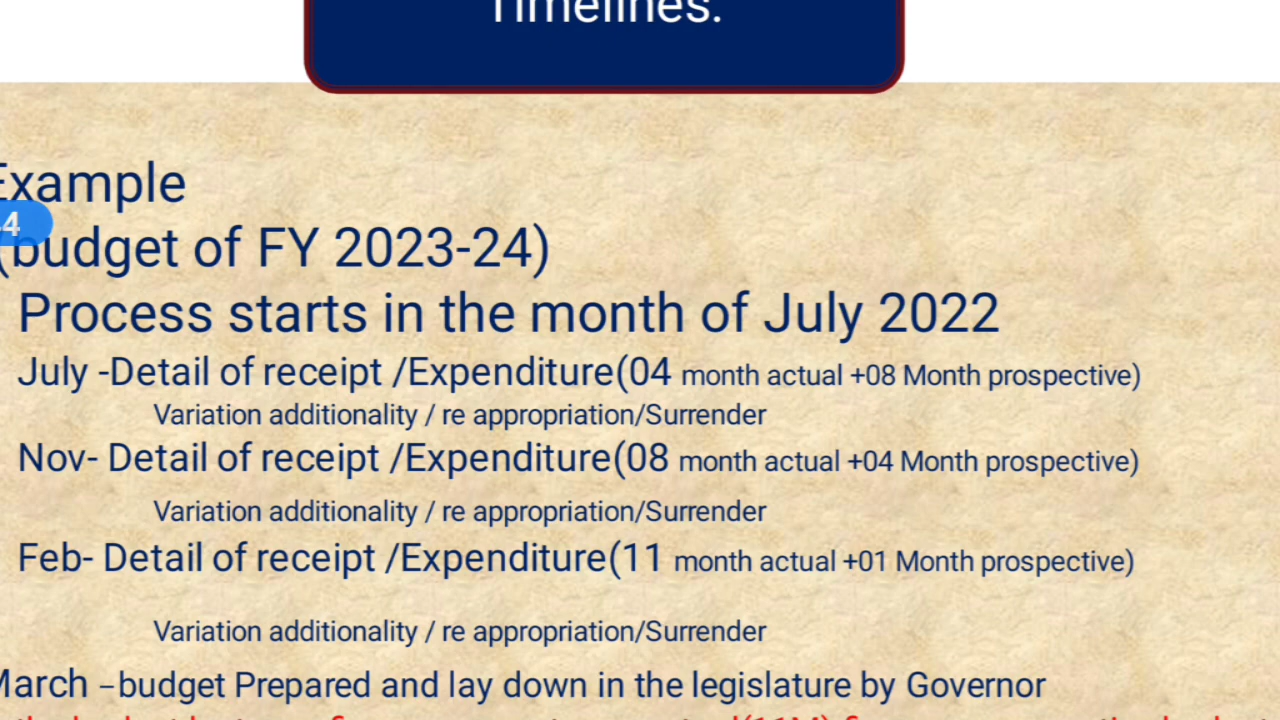 Timelines.
Example
4
(budget of FY 2023-24)
Process starts in the month of July 2022
July -Detail of receipt /Expenditure(04 month actual +08 Month prospective)
Variation additionality / re appropriation/Surrender
Nov- Detail of receipt /Expenditure(08 month actual +04 Month prospective)
Variation additionality / re appropriation/Surrender
Feb- Detail of receipt /Expenditure(11 month actual +01 Month prospective)
Variation additionality / re appropriation/Surrender
March –budget Prepared and lay down in the legislature by Governor